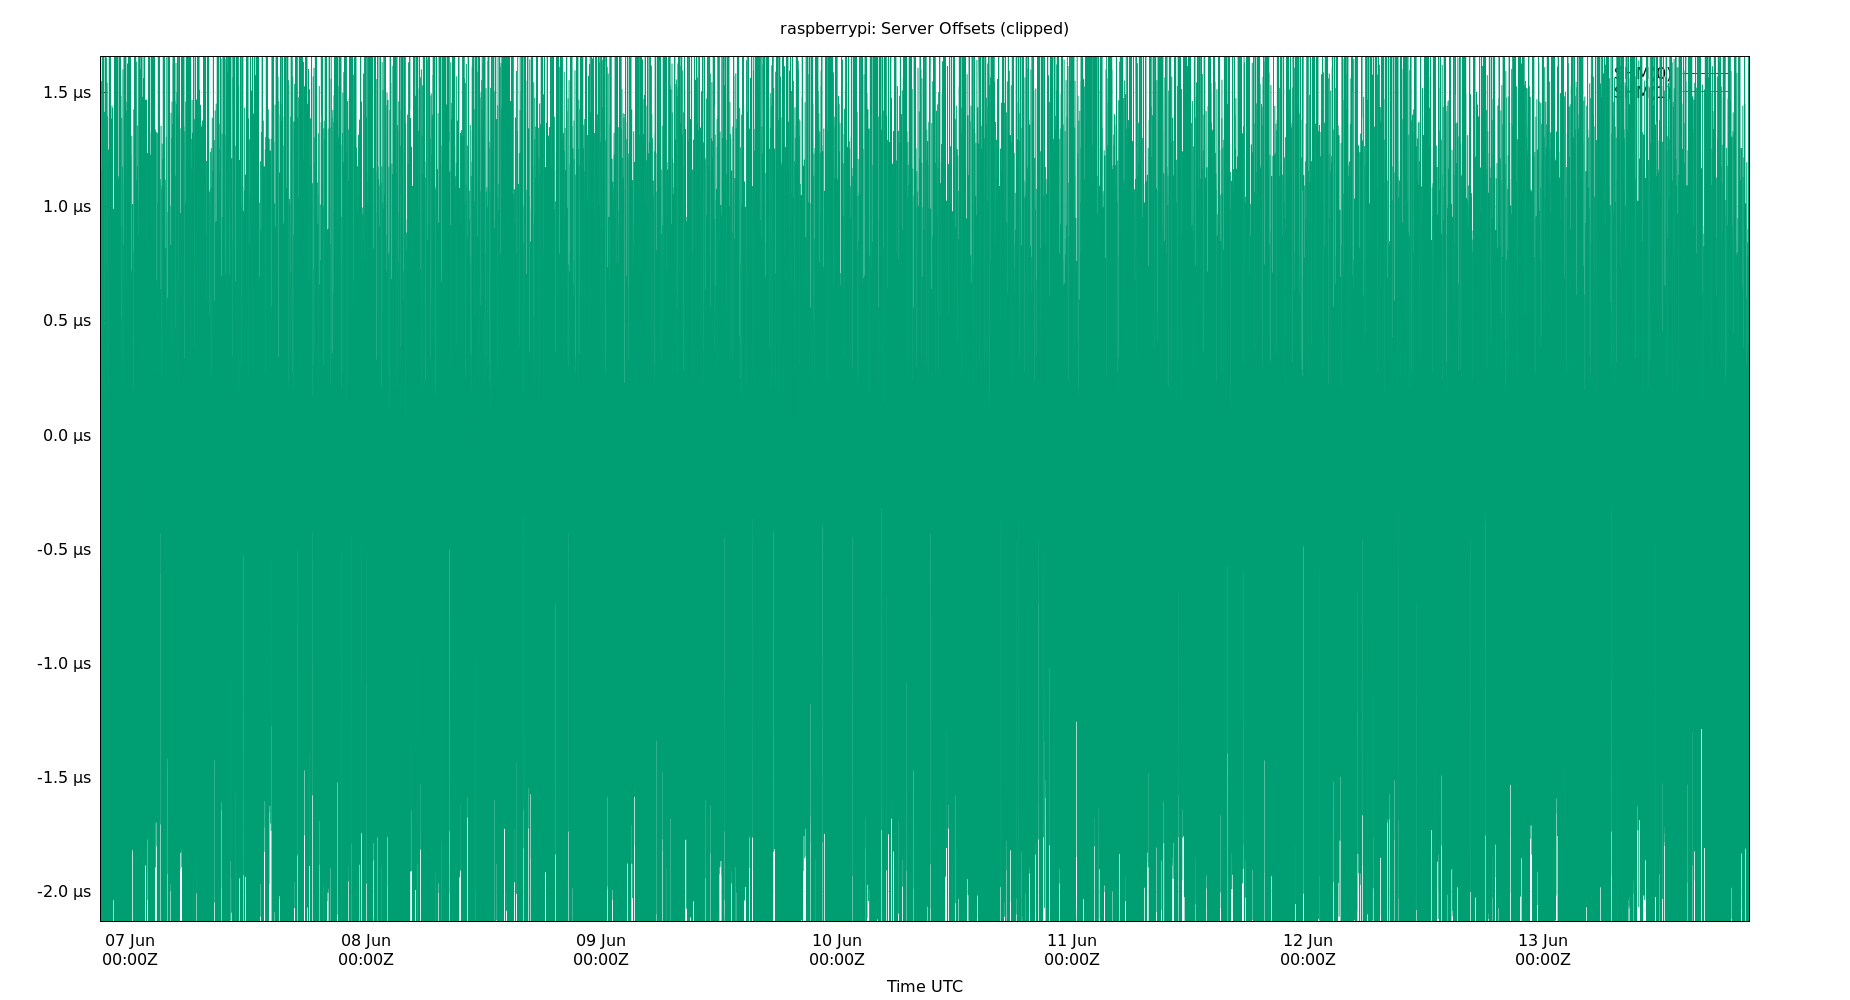 raspberrypi: Server Offsets (clipped)
1.5 µs
1.0 µs
0.5 µs
0.0 µs
-0.5 µs
-1.0 µs
-1.5 µs
-2.0 µs
07 Jun
00:00Z
08 Jun
00:00Z
09 Jun
00:00Z
10 Jun
00:00Z
11 Jun
00:00Z
12 Jun
00:00Z
13 Jun
00:00Z
Time UTC